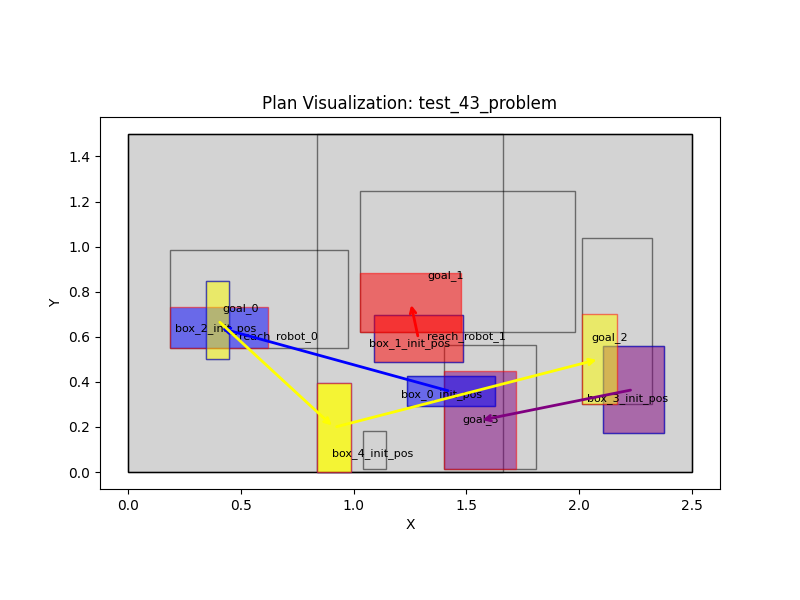 Plan Visualization: test_43_problem
1.4
1.2
1.0
0.8
0.6
0.4
0.2
0.0
Y
goal_1
goal_0
box_2_init_pos
reach_robot_0
reach_robot_1
box_1_init_pos
goal_2
box_0_init_pos
box_3_init_pos
goal_3
box_4_init_pos
0.0 0.5 1.0 1.5 2.0 2.5
X